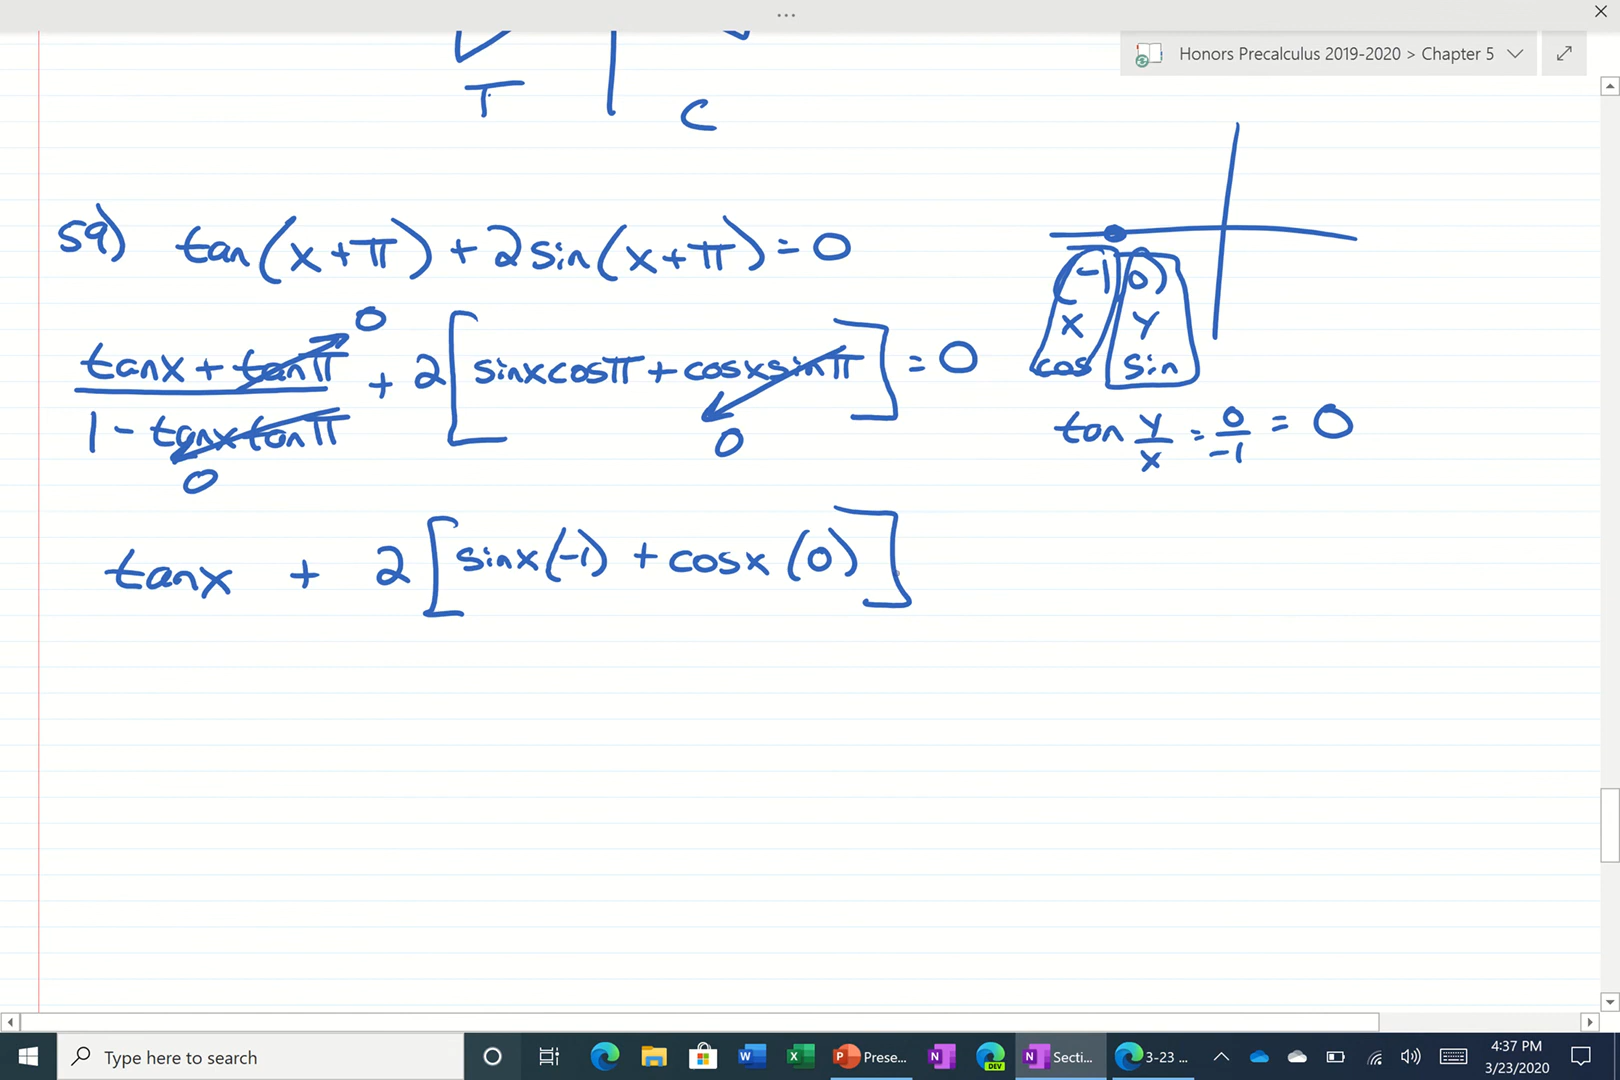 ...
Honors Precalculus 2019-2020 > Chapter 5
T
C
59) tan(x+π)+2sin(x+π)=0
0
tanx + tanπ
1 - tanxtanπ
0
+ 2[sinxcosπ + cosxsinπ] = 0
0
(-1, 0)
x y
cos sin
tan y/x = 0/-1 = 0
tanx + 2[sinx(-1) + cosx(0)]
Type here to search
Prese...
DEV
Secti...
3-23 ...
4:37 PM
3/23/2020